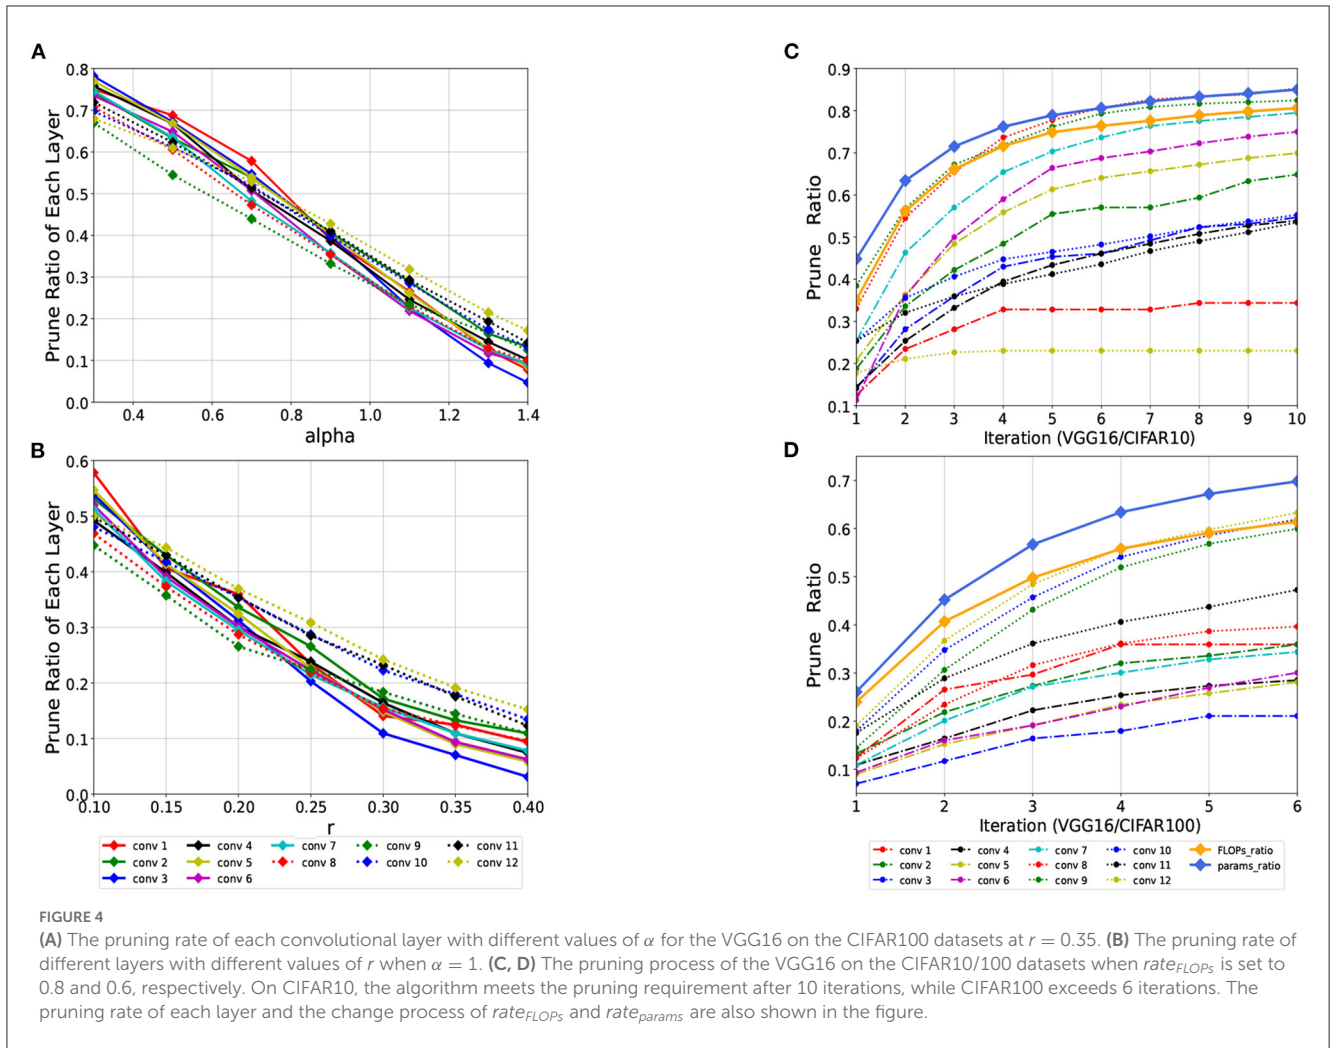 A
Prune Ratio of Each Layer
0.8
0.7
0.6
0.5
0.4
0.3
0.2
0.1
0.0
0.4 0.6 0.8 1.0 1.2 1.4
alpha
B
Prune Ratio of Each Layer
0.6
0.5
0.4
0.3
0.2
0.1
0.0
0.10 0.15 0.20 0.25 0.30 0.35 0.40
r
conv 1 conv 4 conv 7 conv 9 conv 11
conv 2 conv 5 conv 8 conv 10 conv 12
conv 3 conv 6
C
Prune Ratio
0.9
0.8
0.7
0.6
0.5
0.4
0.3
0.2
0.1
1 2 3 4 5 6 7 8 9 10
Iteration (VGG16/CIFAR10)
D
Prune Ratio
0.7
0.6
0.5
0.4
0.3
0.2
0.1
1 2 3 4 5 6
Iteration (VGG16/CIFAR100)
conv 1 conv 4 conv 7 conv 10 FLOPs_ratio
conv 2 conv 5 conv 8 conv 11 params_ratio
conv 3 conv 6 conv 9 conv 12
FIGURE 4
(A) The pruning rate of each convolutional layer with different values of α for the VGG16 on the CIFAR100 datasets at r = 0.35. (B) The pruning rate of
different layers with different values of r when α = 1. (C, D) The pruning process of the VGG16 on the CIFAR10/100 datasets when rate_FLOPs is set to
0.8 and 0.6, respectively. On CIFAR10, the algorithm meets the pruning requirement after 10 iterations, while CIFAR100 exceeds 6 iterations. The
pruning rate of each layer and the change process of rate_FLOPs and rate_params are also shown in the figure.